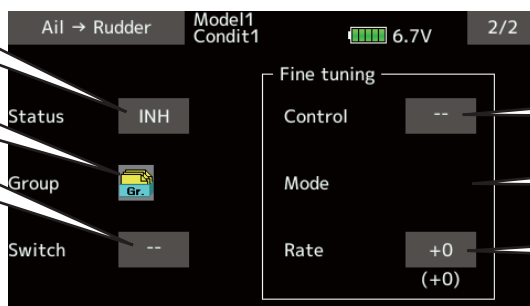 Ail → Rudder
Model1
Condit1
6.7V
2/2
Status
INH
Group
Gr.
Switch
--
Fine tuning
Control
--
Mode
Rate
+0
(+0)